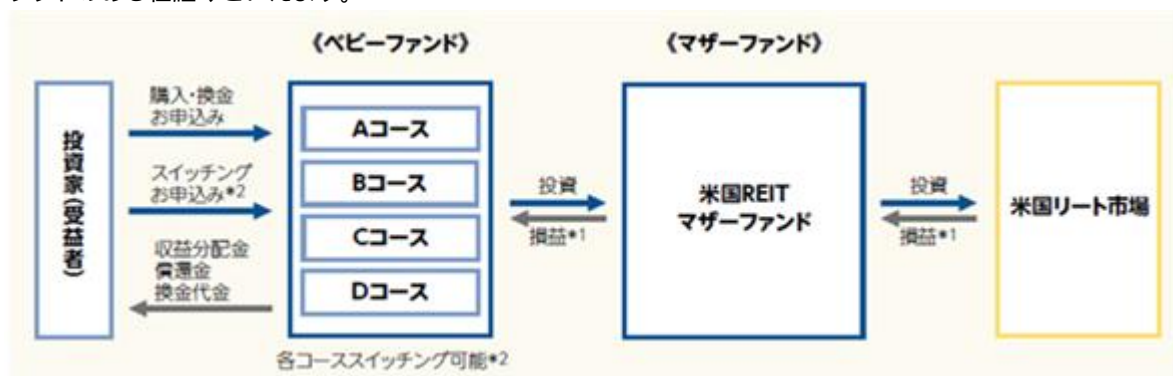 《ベビーファンド》
《マザーファンド》
投資家(受益者)
購入・換金
お申込み
スイッチング
お申込み*2
収益分配金
償還金
換金代金
Aコース
Bコース
Cコース
Dコース
各コーススイッチング可能*2
投資
損益*1
米国REIT
マザーファンド
投資
損益*1
米国リート市場